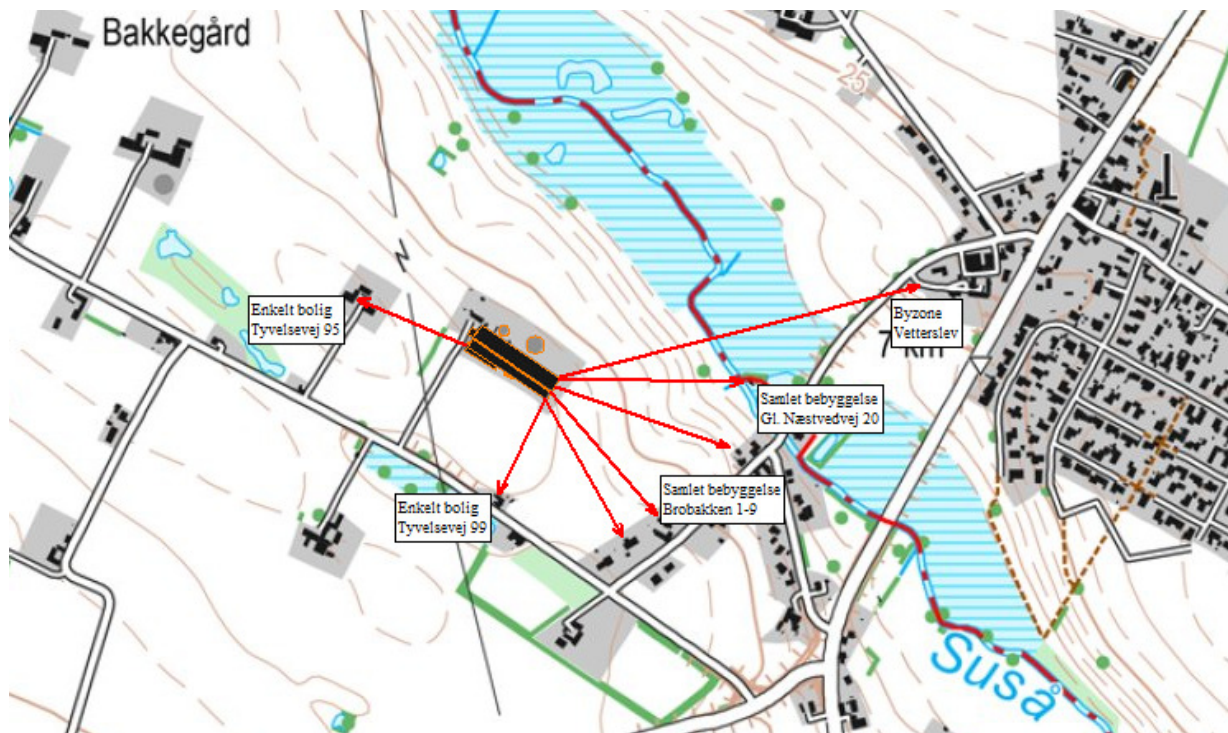 Bakkegård
25
Enkelt bolig
Tyvelsevej 95
Byzone
Vetterslev
Samlet bebyggelse
Gl. Næstvedvej 20
Samlet bebyggelse
Brobakken 1-9
Enkelt bolig
Tyvelsevej 99
Suså